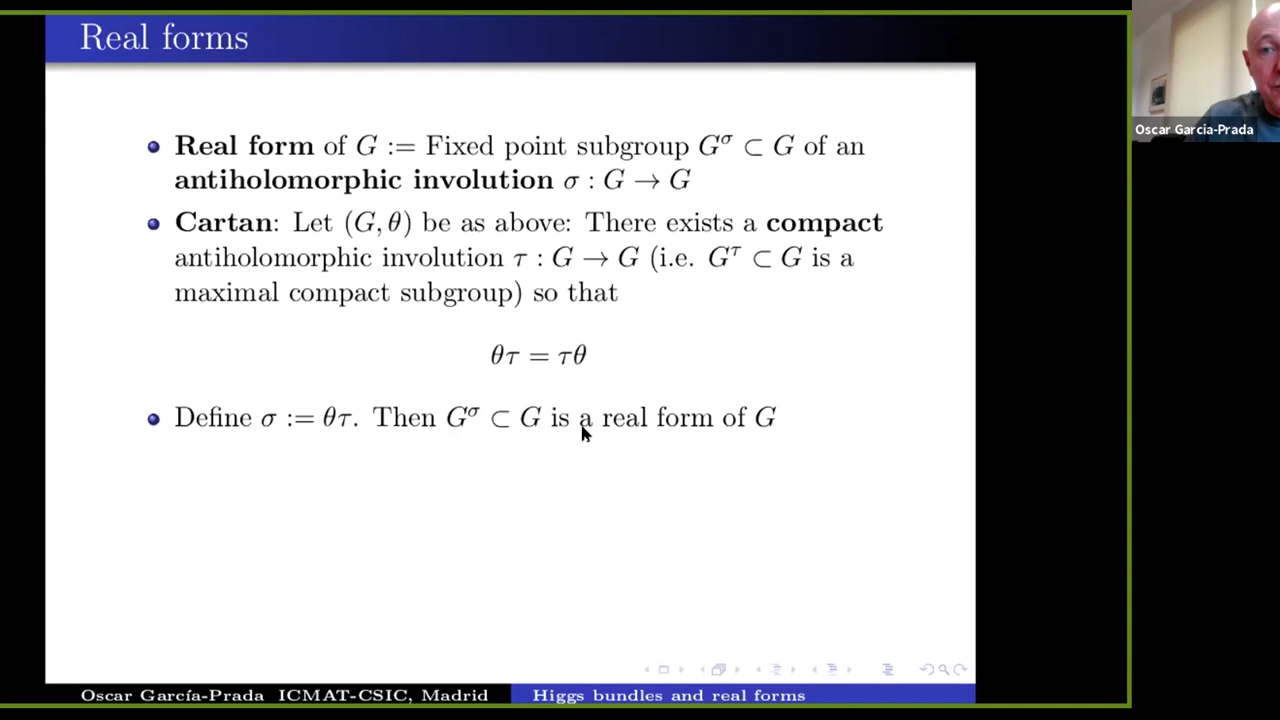 Real forms
Real form of G := Fixed point subgroup G^σ ⊂ G of an
antiholomorphic involution σ : G → G
Cartan: Let (G, θ) be as above: There exists a compact
antiholomorphic involution τ : G → G (i.e. G^τ ⊂ G is a
maximal compact subgroup) so that
θτ = τθ
Define σ := θτ. Then G^σ ⊂ G is a real form of G
Oscar García-Prada ICMAT-CSIC, Madrid
Higgs bundles and real forms
Oscar Garcia-Prada